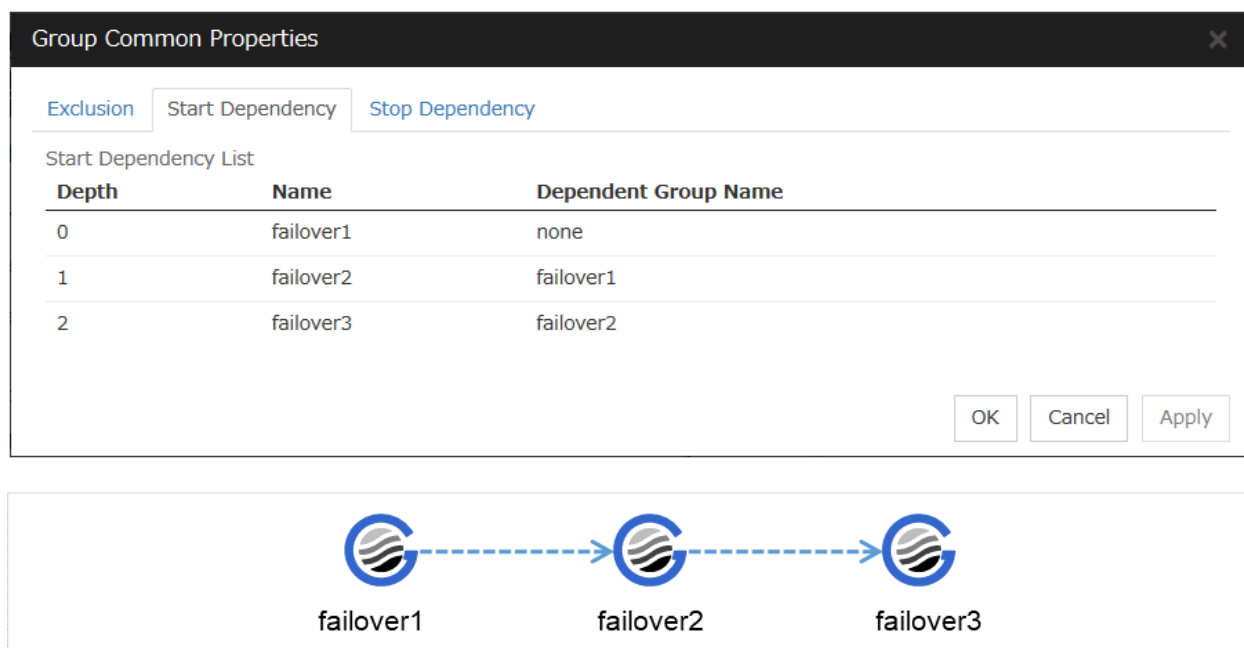 Group Common Properties
Exclusion Start Dependency Stop Dependency
Start Dependency List
Depth Name Dependent Group Name
0 failover1 none
1 failover2 failover1
2 failover3 failover2
OK Cancel Apply
failover1 failover2 failover3